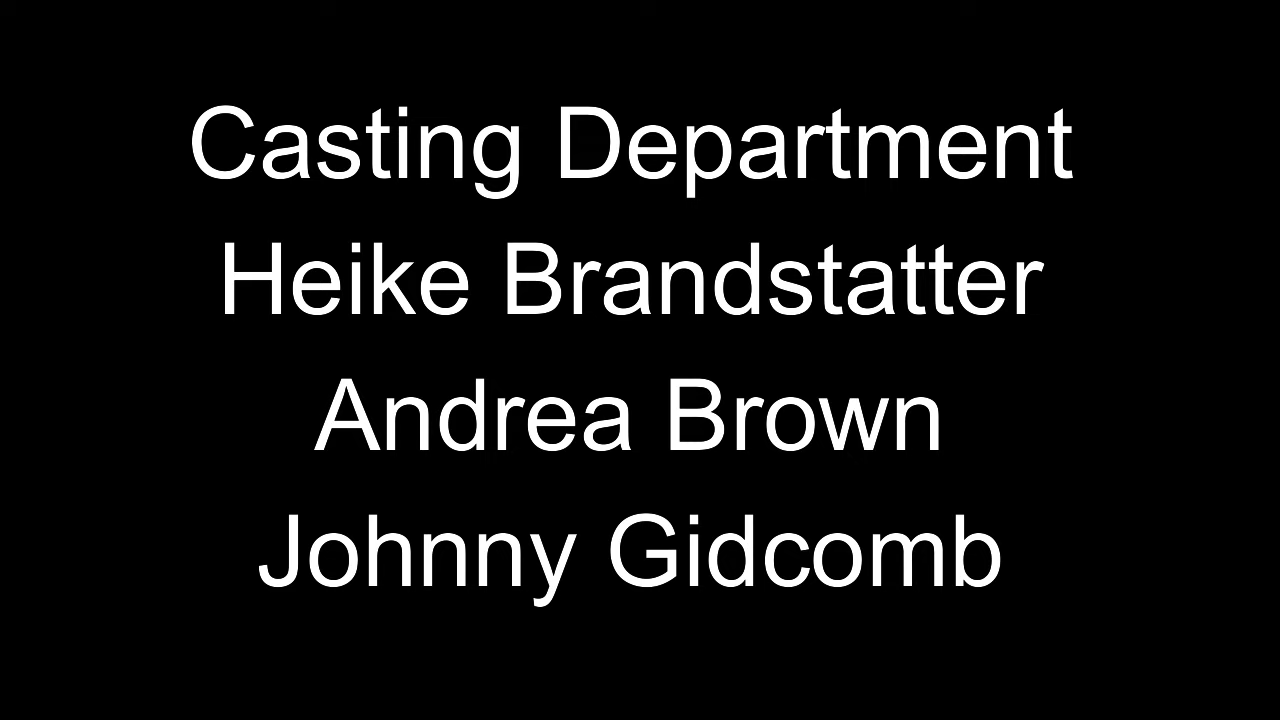 Casting Department
Heike Brandstatter
Andrea Brown
Johnny Gidcomb